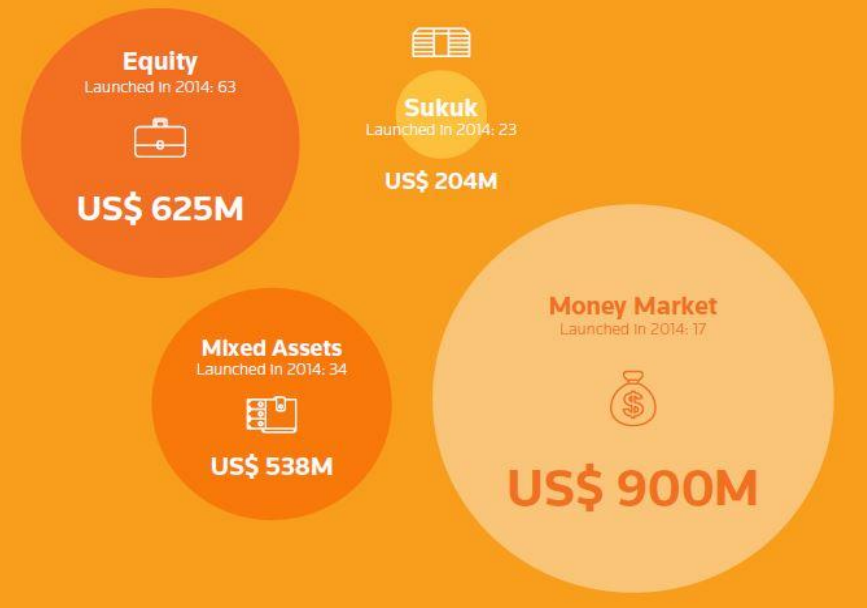 Equity
Launched in 2014: 63
US$ 625M
Sukuk
Launched in 2014: 23
US$ 204M
Mixed Assets
Launched in 2014: 34
US$ 538M
Money Market
Launched in 2014: 17
$
US$ 900M